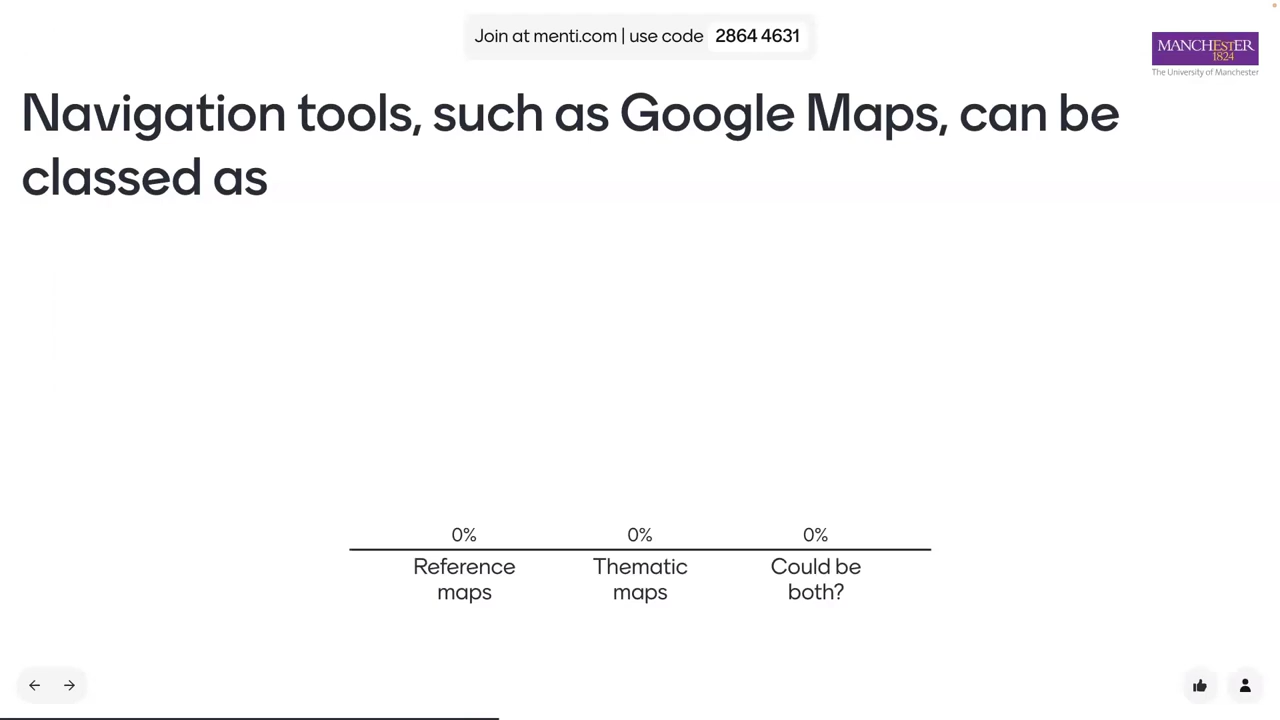 Join at menti.com | use code 2864 4631
MANCHESTER
1824
The University of Manchester
Navigation tools, such as Google Maps, can be
classed as
0% 0% 0%
Reference Thematic Could be
maps maps both?